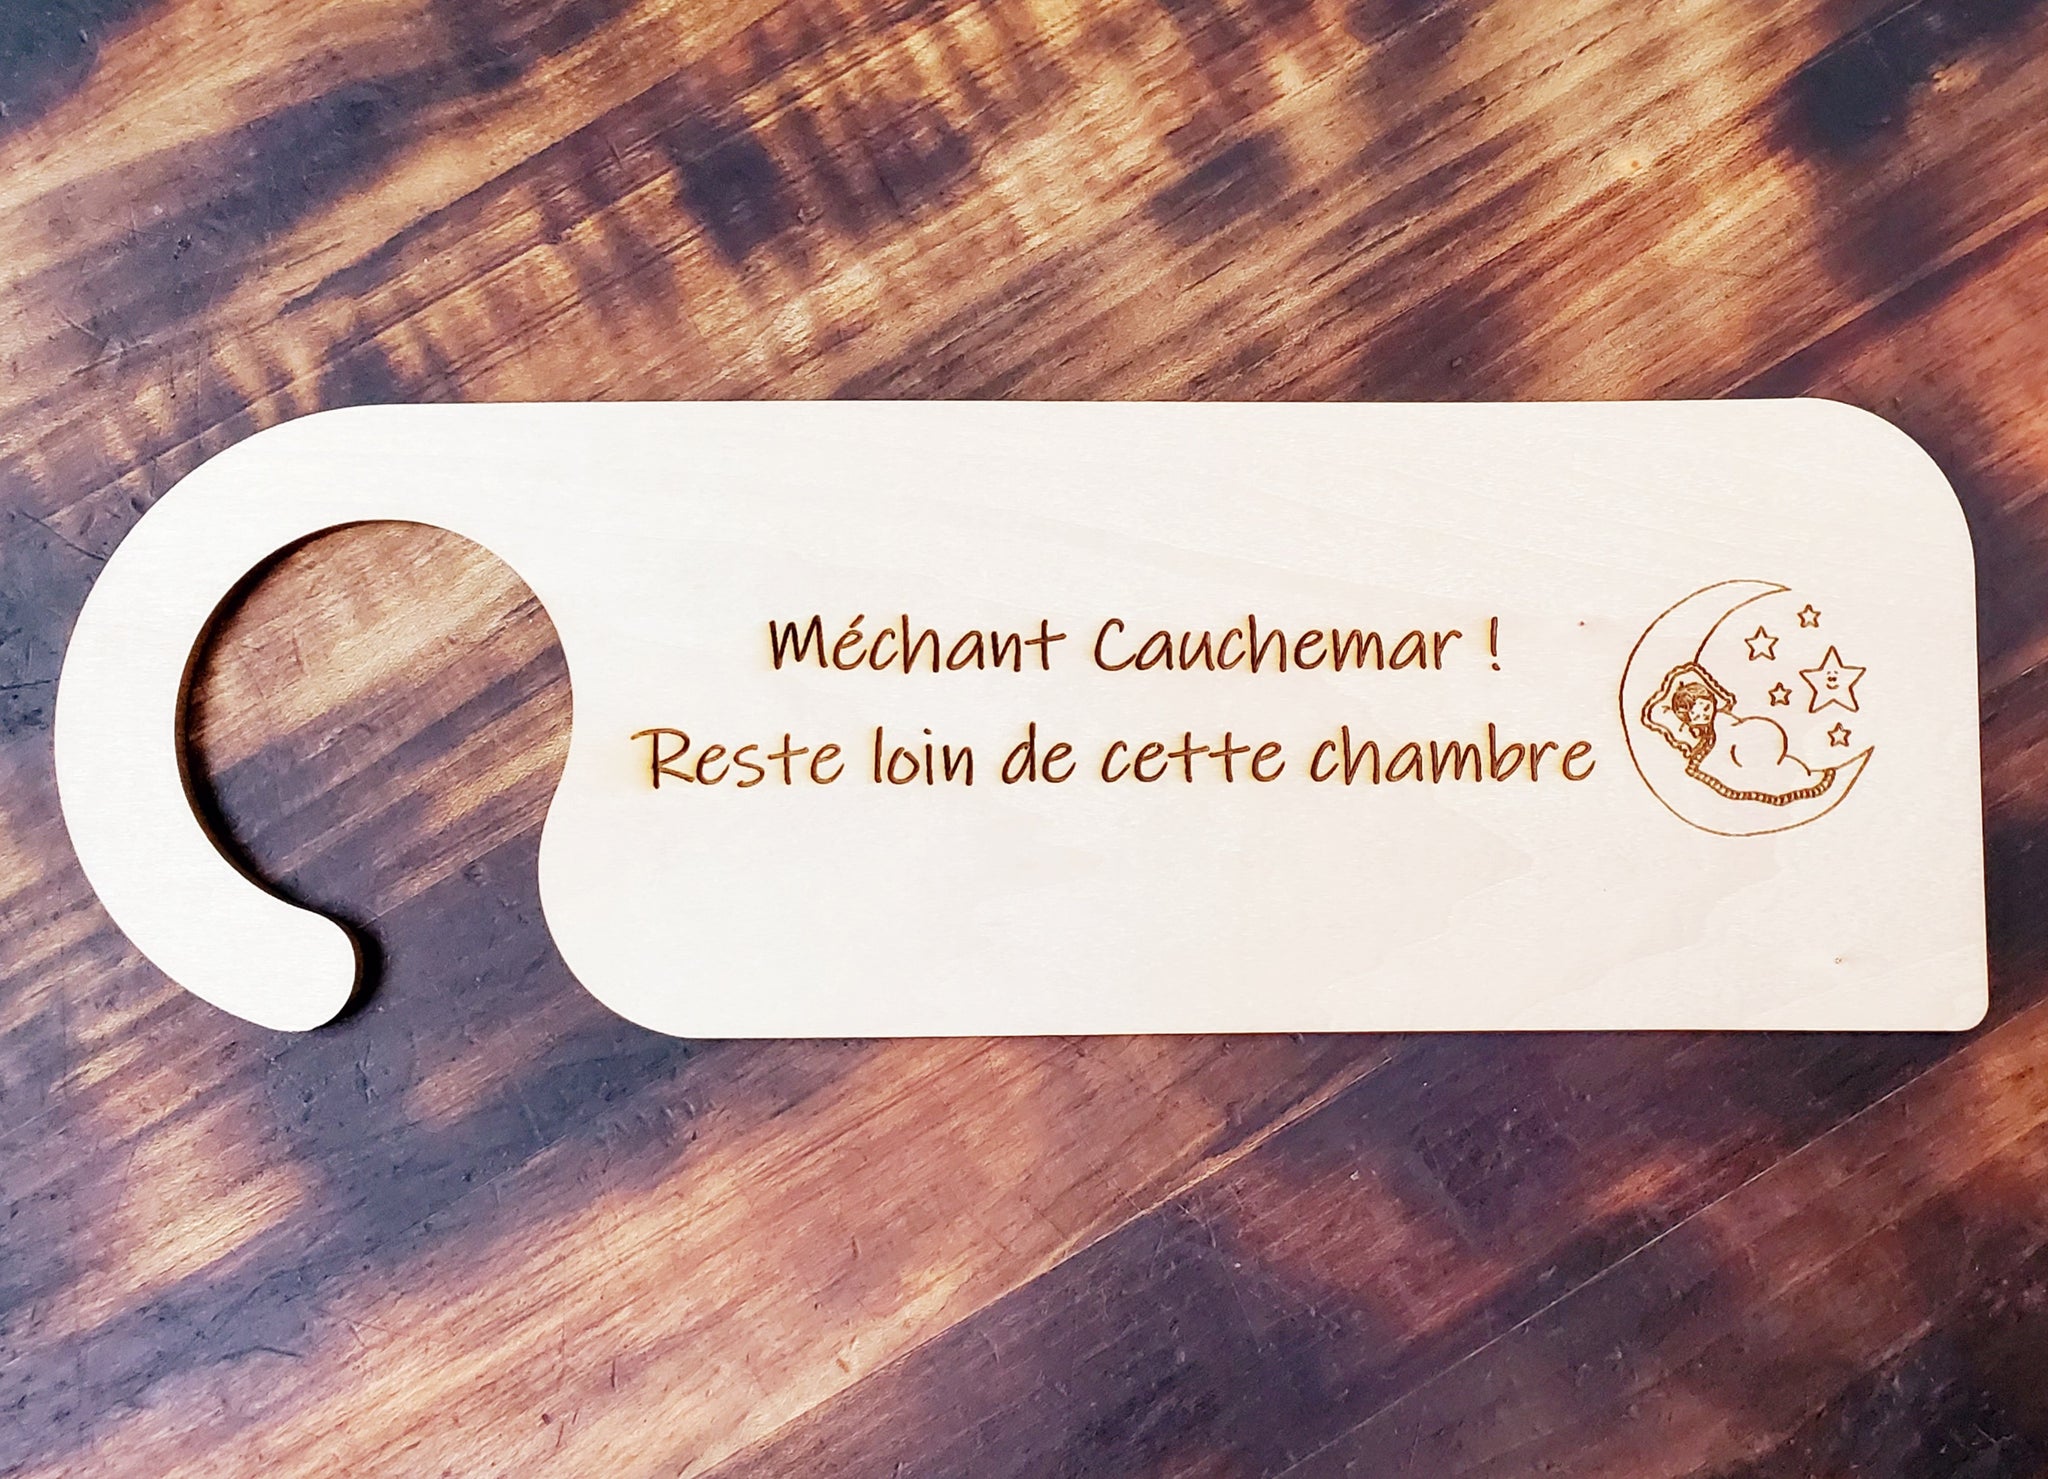 Méchant Cauchemar !
Reste loin de cette chambre